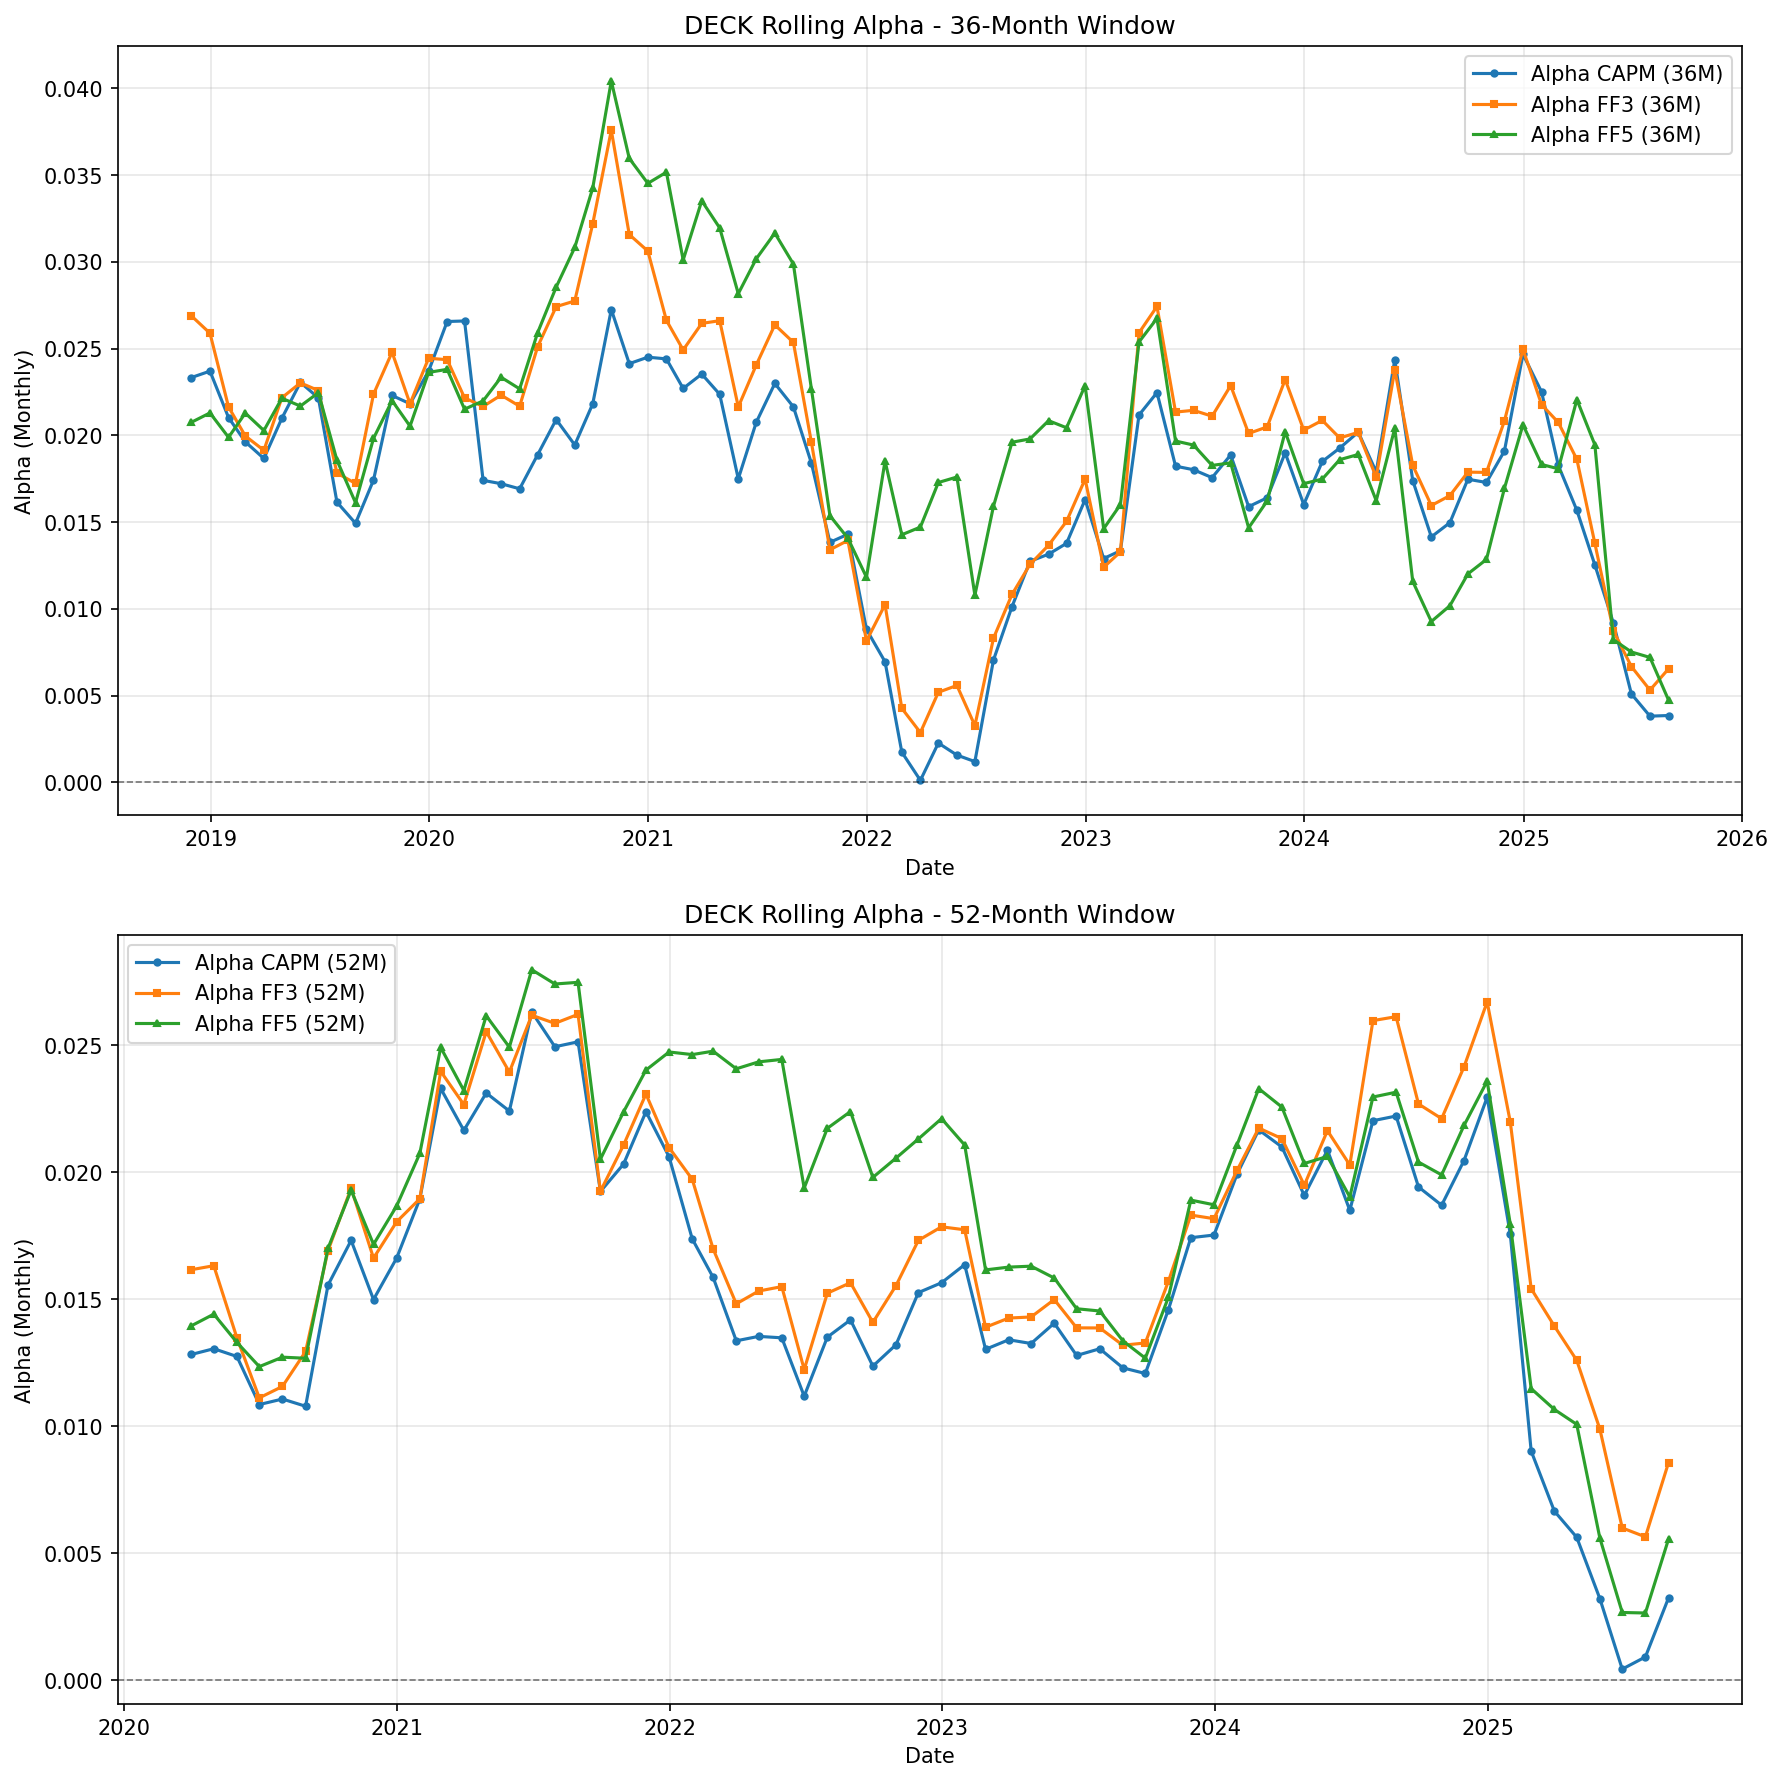 DECK Rolling Alpha - 36-Month Window
Alpha CAPM (36M)
Alpha FF3 (36M)
Alpha FF5 (36M)
Alpha (Monthly)
0.040
0.035
0.030
0.025
0.020
0.015
0.010
0.005
0.000
2019 2020 2021 2022 2023 2024 2025 2026
Date
DECK Rolling Alpha - 52-Month Window
Alpha CAPM (52M)
Alpha FF3 (52M)
Alpha FF5 (52M)
Alpha (Monthly)
0.025
0.020
0.015
0.010
0.005
0.000
2020 2021 2022 2023 2024 2025
Date